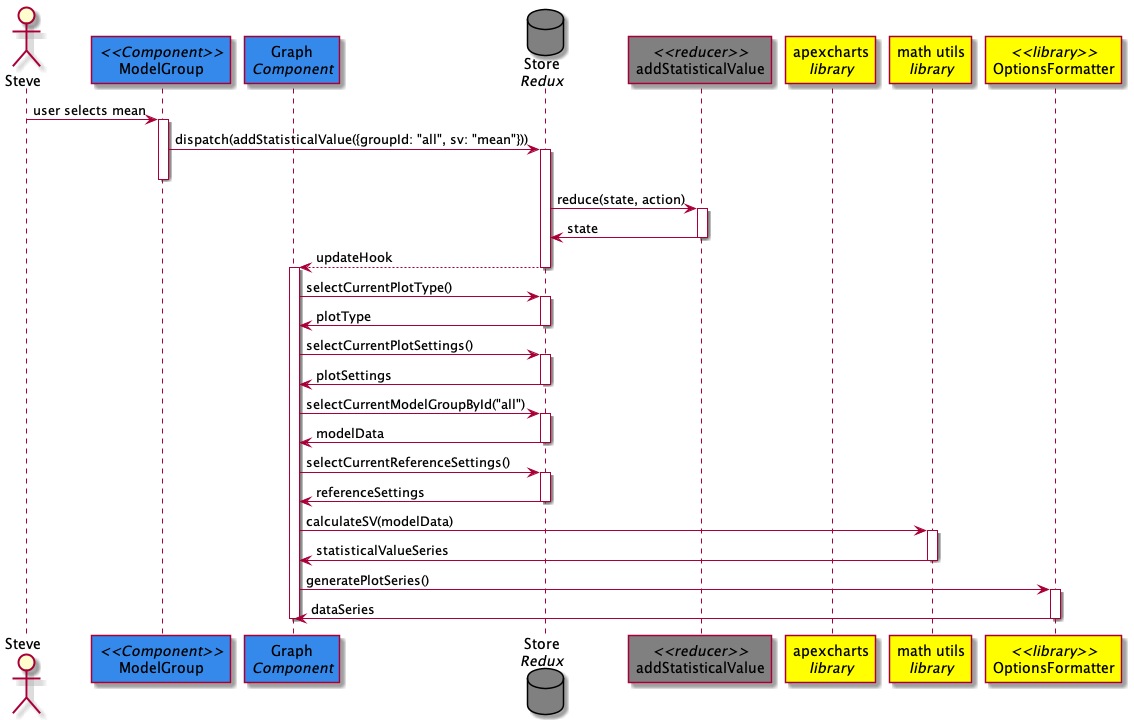 Steve
<<Component>>
ModelGroup
Graph
Component
Store
Redux
<<reducer>>
addStatisticalValue
apexcharts
library
math utils
library
<<library>>
OptionsFormatter
user selects mean
dispatch(addStatisticalValue({groupId: "all", sv: "mean"}))
reduce(state, action)
state
updateHook
selectCurrentPlotType()
plotType
selectCurrentPlotSettings()
plotSettings
selectCurrentModelGroupById("all")
modelData
selectCurrentReferenceSettings()
referenceSettings
calculateSV(modelData)
statisticalValueSeries
generatePlotSeries()
dataSeries
Steve
<<Component>>
ModelGroup
Graph
Component
Store
Redux
<<reducer>>
addStatisticalValue
apexcharts
library
math utils
library
<<library>>
OptionsFormatter